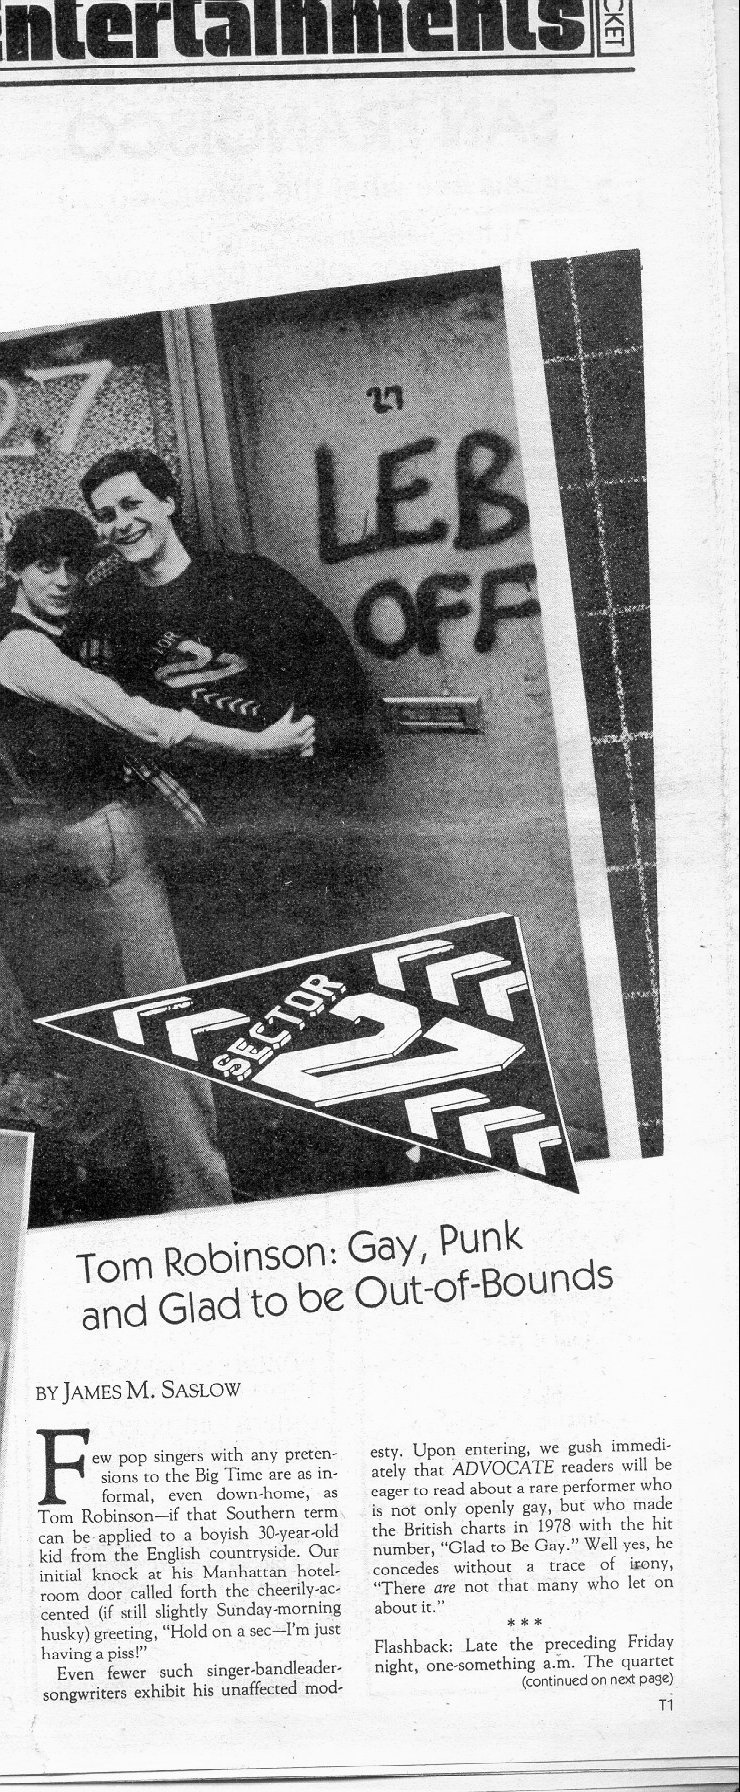 entertainments
CKET
27
27
LEB
OFF
TOR
27
SECTOR
27
Tom Robinson: Gay, Punk
and Glad to be Out-of-Bounds
BY JAMES M. SASLOW
Few pop singers with any preten-
sions to the Big Time are as in-
formal, even down-home, as
Tom Robinson—if that Southern term
can be applied to a boyish 30-year-old
kid from the English countryside. Our
initial knock at his Manhattan hotel-
room door called forth the cheerily-ac-
cented (if still slightly Sunday-morning
husky) greeting, “Hold on a sec—I'm just
having a piss!”
Even fewer such singer-bandleader-
songwriters exhibit his unaffected mod-
esty. Upon entering, we gush immedi-
ately that ADVOCATE readers will be
eager to read about a rare performer who
is not only openly gay, but who made
the British charts in 1978 with the hit
number, “Glad to Be Gay.” Well yes, he
concedes without a trace of irony,
“There are not that many who let on
about it.”
* * *
Flashback: Late the preceding Friday
night, one-something a.m. The quartet
(continued on next page)
T1